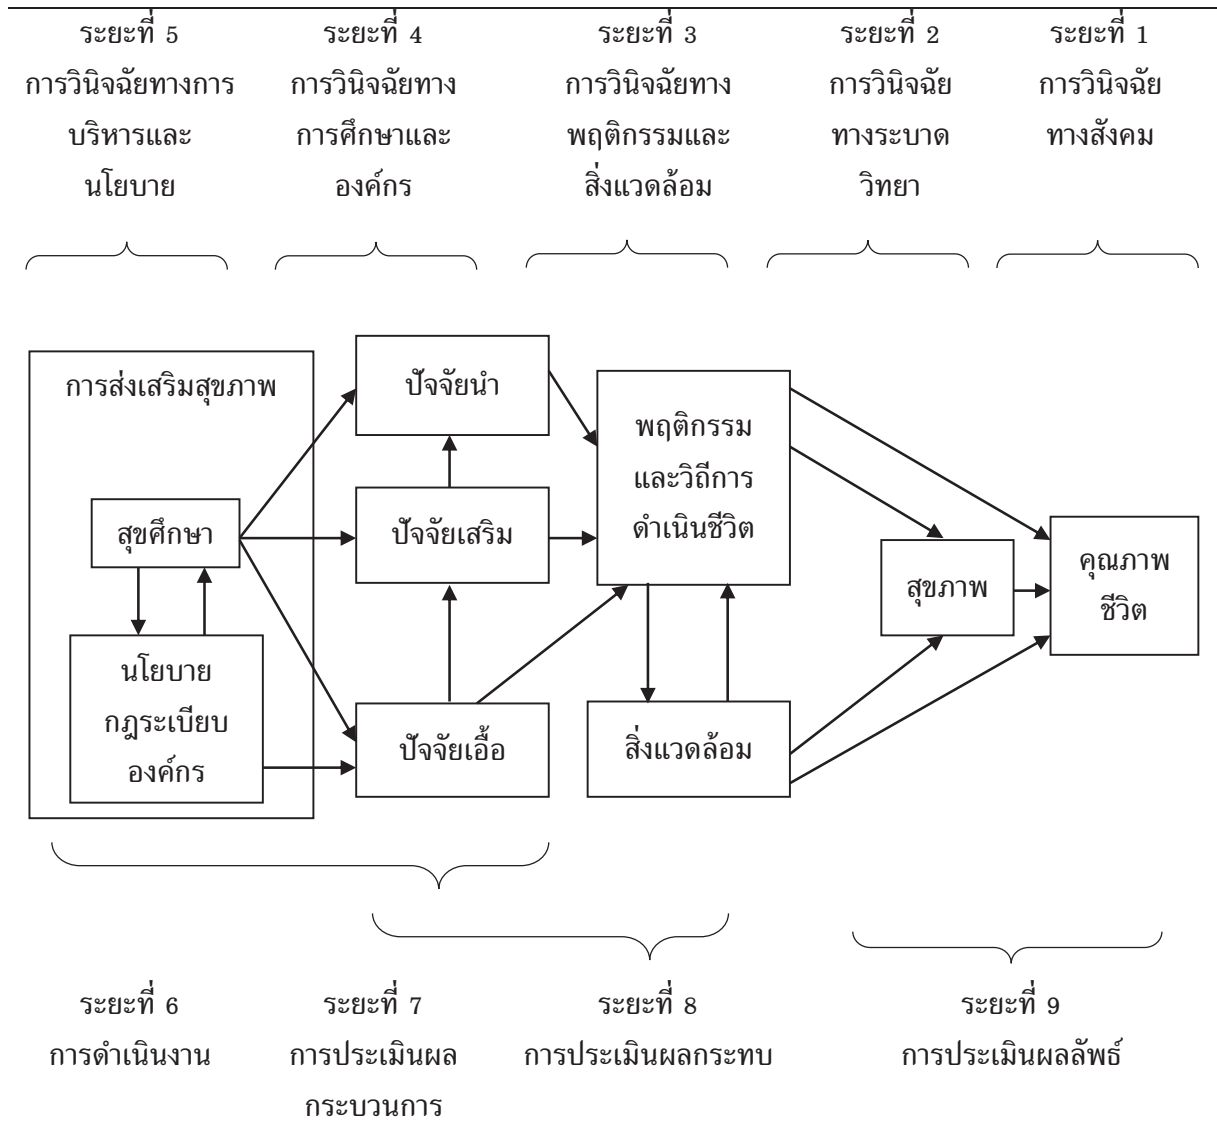 ระยะที่ 5
การวินิจฉัยทางการ
บริหารและ
นโยบาย
ระยะที่ 4
การวินิจฉัยทาง
การศึกษาและ
องค์กร
ระยะที่ 3
การวินิจฉัยทาง
พฤติกรรมและ
สิ่งแวดล้อม
ระยะที่ 2
การวินิจฉัย
ทางระบาด
วิทยา
ระยะที่ 1
การวินิจฉัย
ทางสังคม
การส่งเสริมสุขภาพ
สุขศึกษา
นโยบาย
กฎระเบียบ
องค์กร
ปัจจัยนำ
ปัจจัยเสริม
ปัจจัยเอื้อ
พฤติกรรม
และวิถีการ
ดำเนินชีวิต
สิ่งแวดล้อม
สุขภาพ
คุณภาพ
ชีวิต
ระยะที่ 6
การดำเนินงาน
ระยะที่ 7
การประเมินผล
กระบวนการ
ระยะที่ 8
การประเมินผลกระทบ
ระยะที่ 9
การประเมินผลลัพธ์